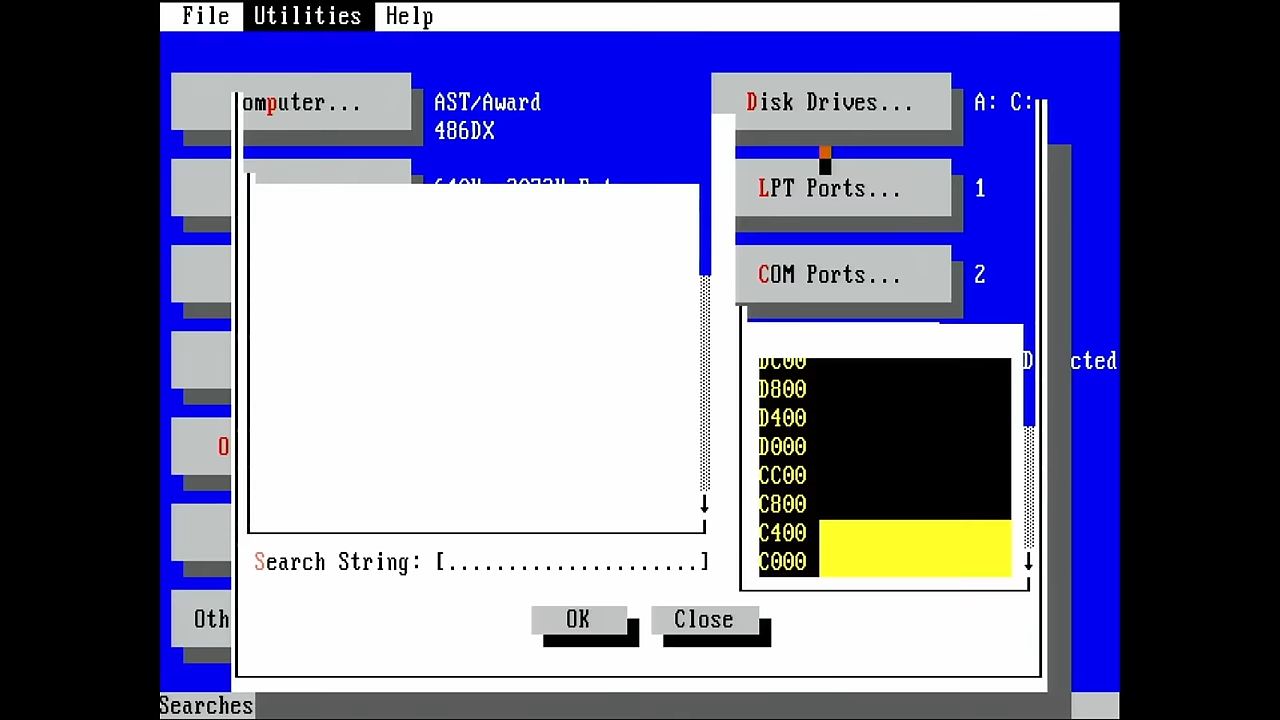 File Utilities Help
omputer... AST/Award
486DX
Disk Drives... A: C:
LPT Ports... 1
COM Ports... 2
cted
DC00
D800
D400
D000
CC00
C800
C400
C000
O
Search String: [.....................]
OK Close
Oth
Searches